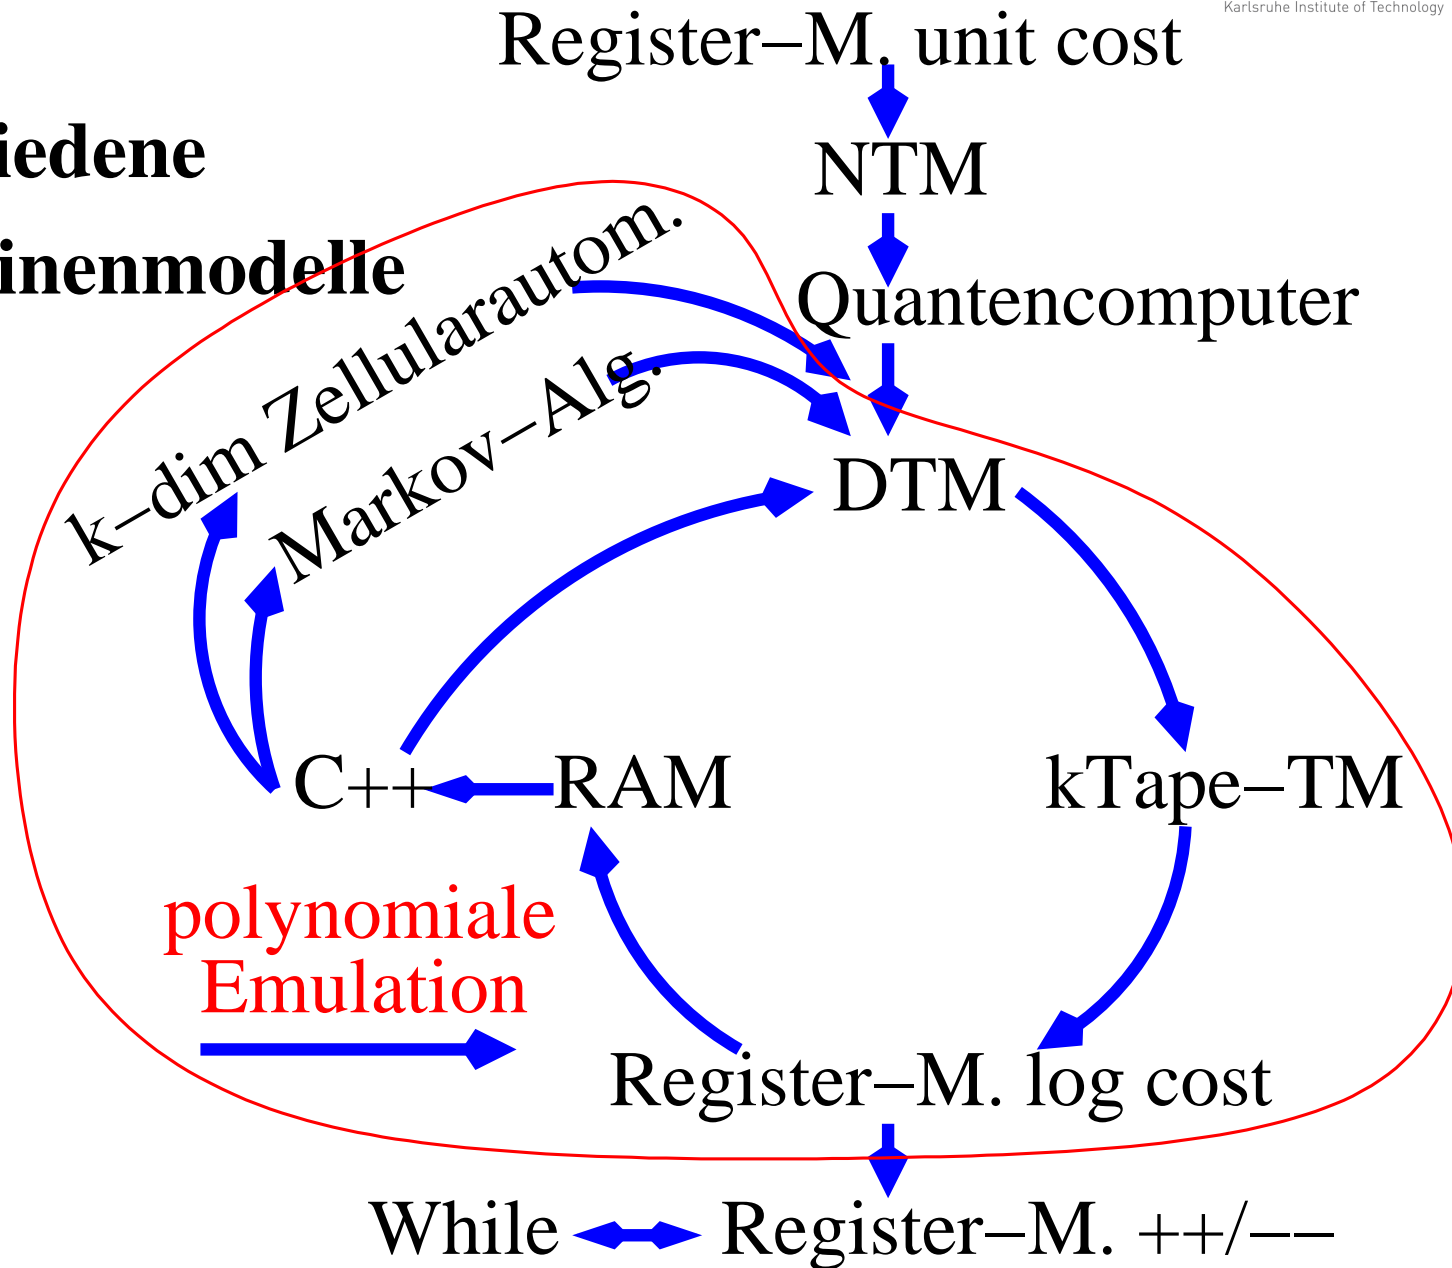 Karlsruhe Institute of Technology
Register–M. unit cost
iedene
NTM
inenmodelle
Quantencomputer
k–dim Zellularautom.
Markov–Alg.
DTM
C++
RAM
kTape–TM
polynomiale
Emulation
Register–M. log cost
While
Register–M. ++/––